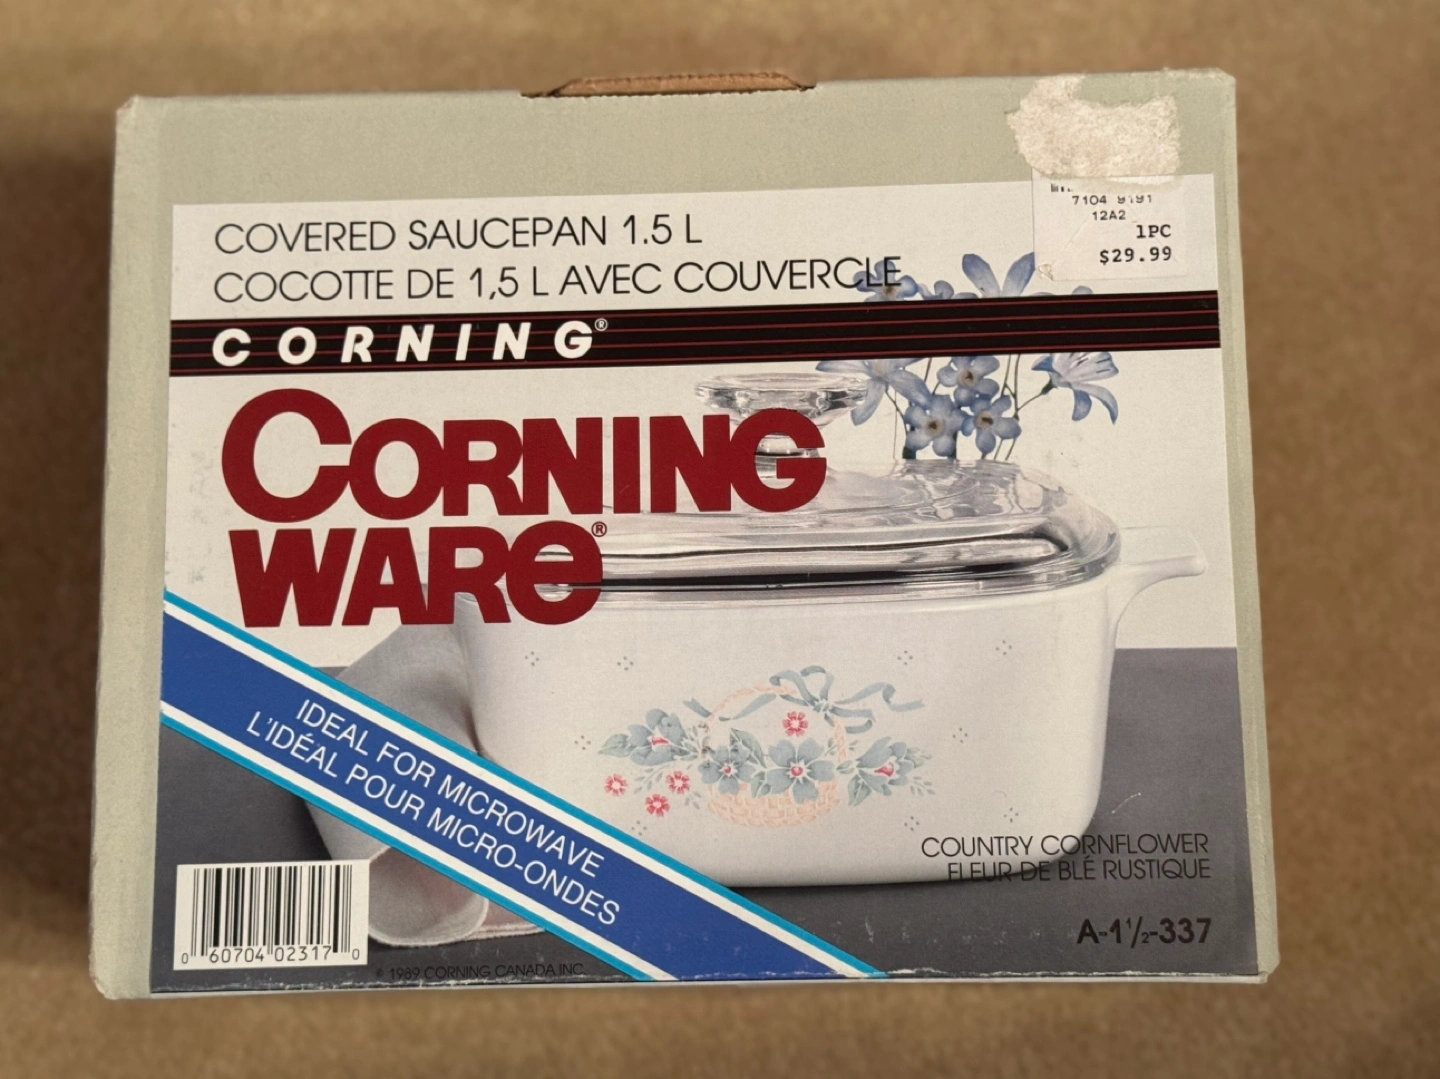 COVERED SAUCEPAN 1.5 L
COCOTTE DE 1,5 L AVEC COUVERCLE
7104 9191
12A2
1PC
$29.99
CORNING®
CORNING
WARE®
IDEAL FOR MICROWAVE
L'IDÉAL POUR MICRO-ONDES
COUNTRY CORNFLOWER
FLEUR DE BLÉ RUSTIQUE
A-1½-337
0 60704 02317 0
© 1989 CORNING CANADA INC.